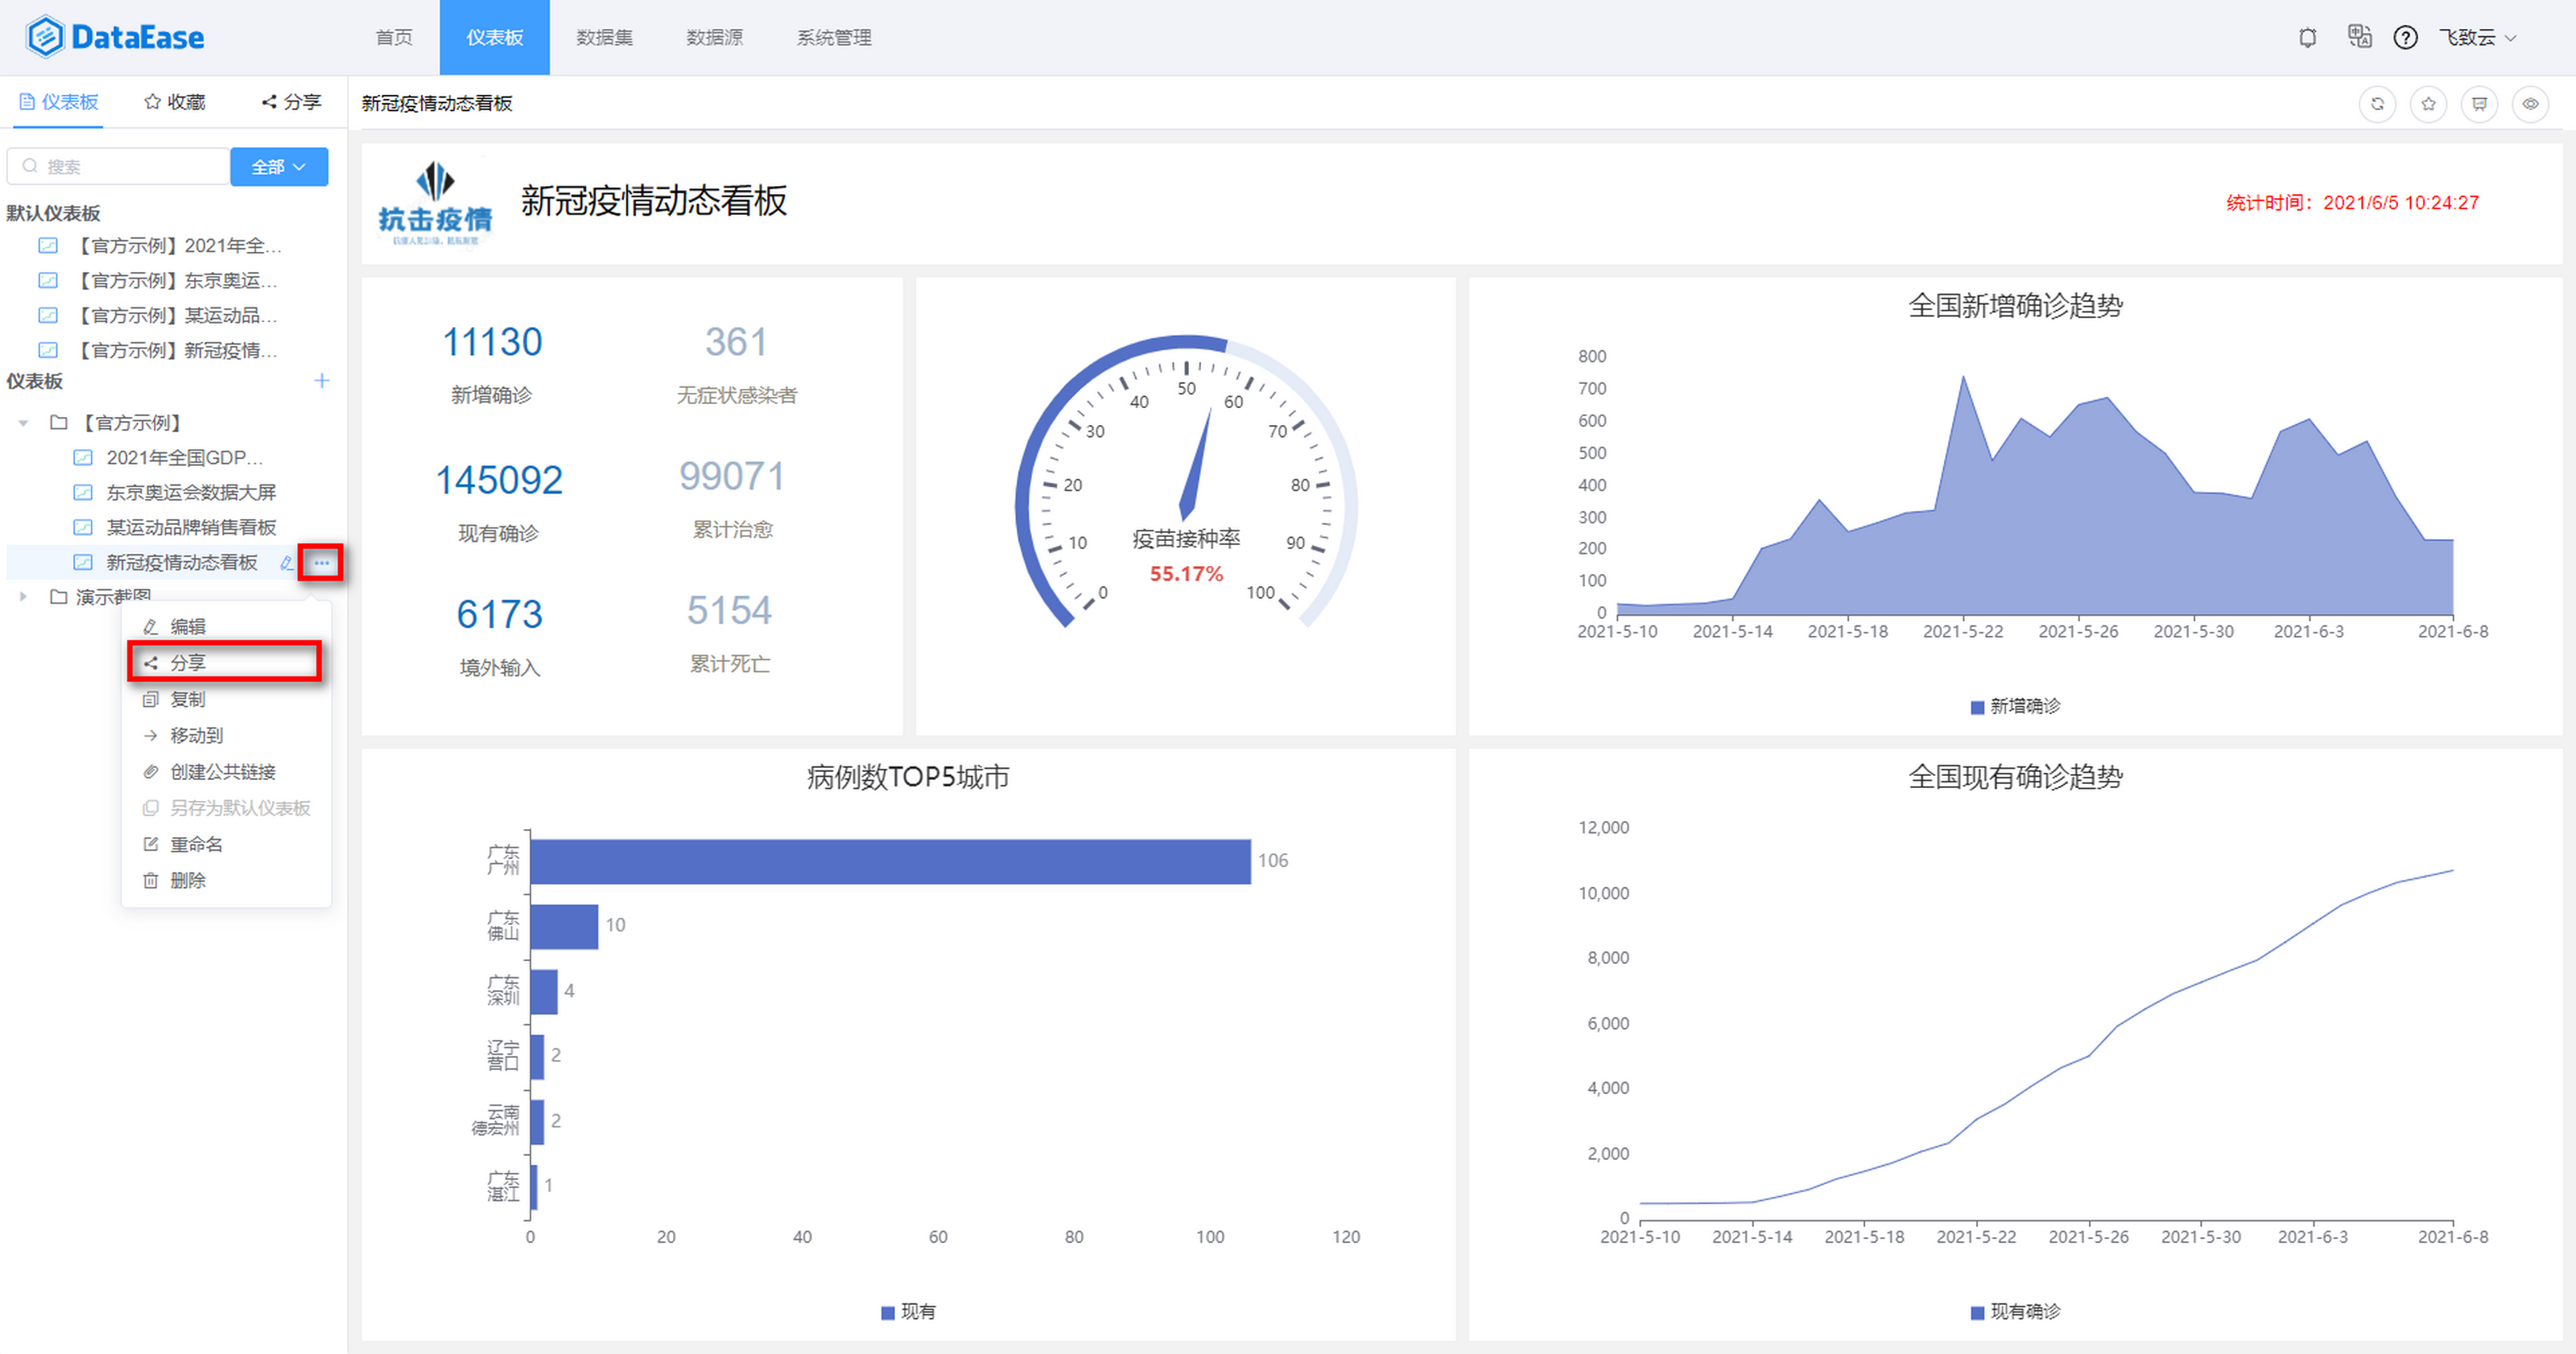 DataEase
首页 仪表板 数据集 数据源 系统管理
飞致云
仪表板 收藏 分享
新冠疫情动态看板
搜索 全部
默认仪表板
【官方示例】2021年全...
【官方示例】东京奥运...
【官方示例】某运动品...
【官方示例】新冠疫情...
仪表板
【官方示例】
2021年全国GDP...
东京奥运会数据大屏
某运动品牌销售看板
新冠疫情动态看板
演示截图
编辑
分享
复制
移动到
创建公共链接
另存为默认仪表板
重命名
删除
抗击疫情
新冠疫情动态看板
统计时间：2021/6/5 10:24:27
11130 361
新增确诊 无症状感染者
145092 99071
现有确诊 累计治愈
6173 5154
境外输入 累计死亡
0 10 20 30 40 50 60 70 80 90 100
疫苗接种率
55.17%
全国新增确诊趋势
800
700
600
500
400
300
200
100
0
2021-5-10 2021-5-14 2021-5-18 2021-5-22 2021-5-26 2021-5-30 2021-6-3 2021-6-8
新增确诊
病例数TOP5城市
广东
广州
106
广东
佛山
10
广东
深圳
4
辽宁
营口
2
云南
德宏州
2
广东
湛江
1
0 20 40 60 80 100 120
现有
全国现有确诊趋势
12,000
10,000
8,000
6,000
4,000
2,000
0
2021-5-10 2021-5-14 2021-5-18 2021-5-22 2021-5-26 2021-5-30 2021-6-3 2021-6-8
现有确诊